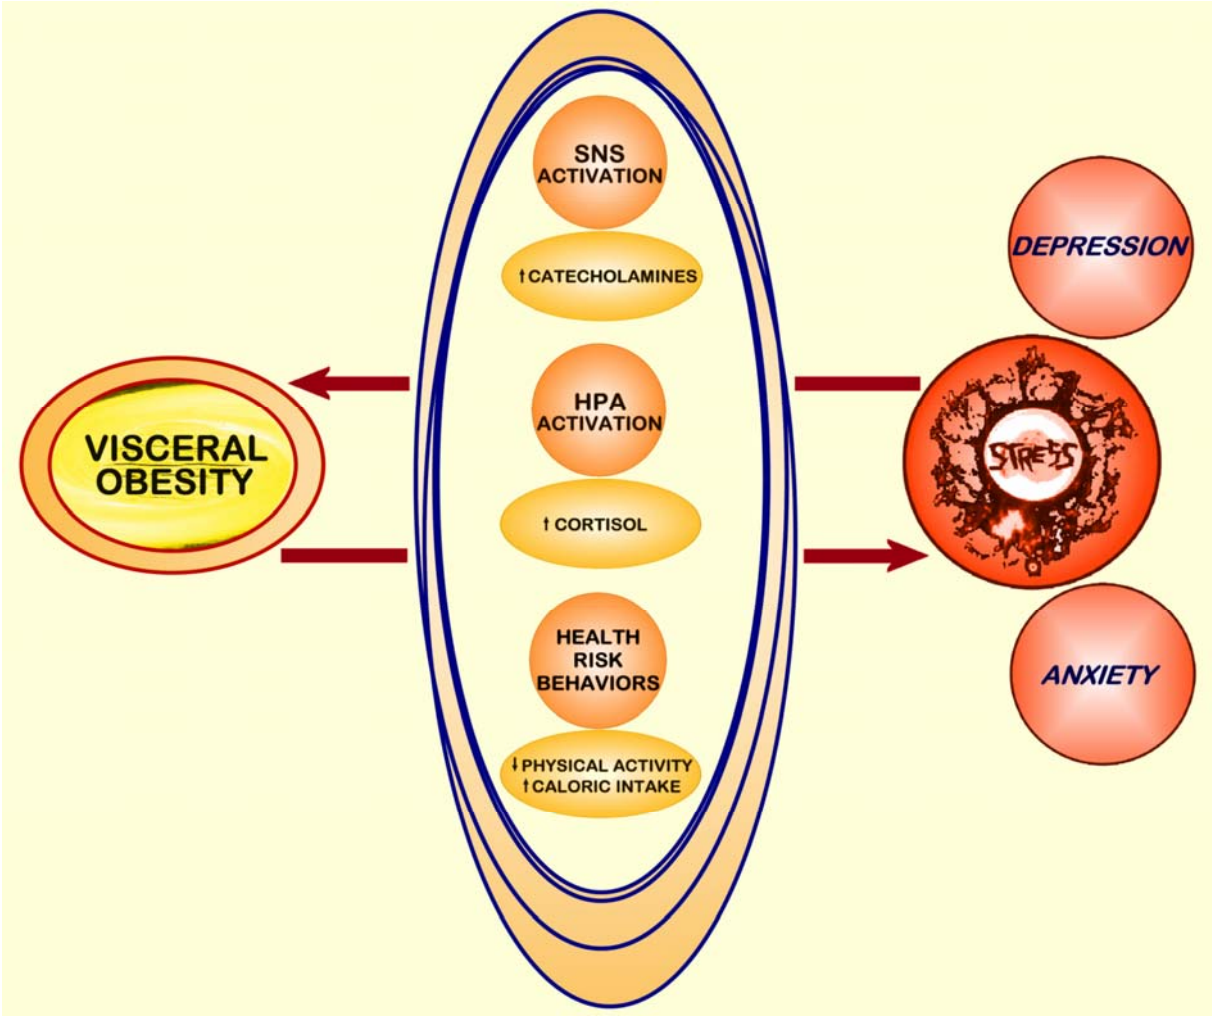 SNS
ACTIVATION
↑CATECHOLAMINES
HPA
ACTIVATION
↑ CORTISOL
HEALTH
RISK
BEHAVIORS
↓PHYSICAL ACTIVITY
↑CALORIC INTAKE
VISCERAL
OBESITY
DEPRESSION
STRESS
ANXIETY